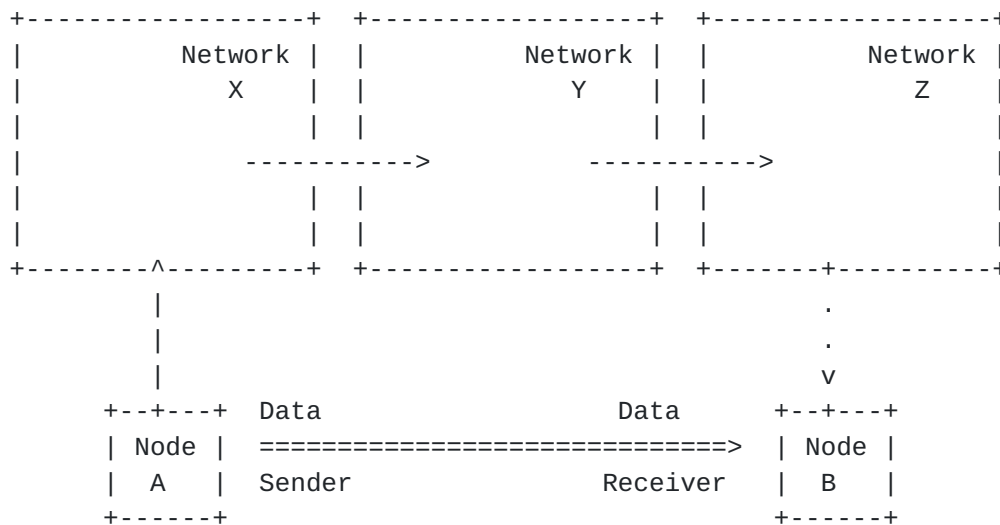 Network Network Network
X Y Z
Data Data
Node Node
A Sender Receiver B